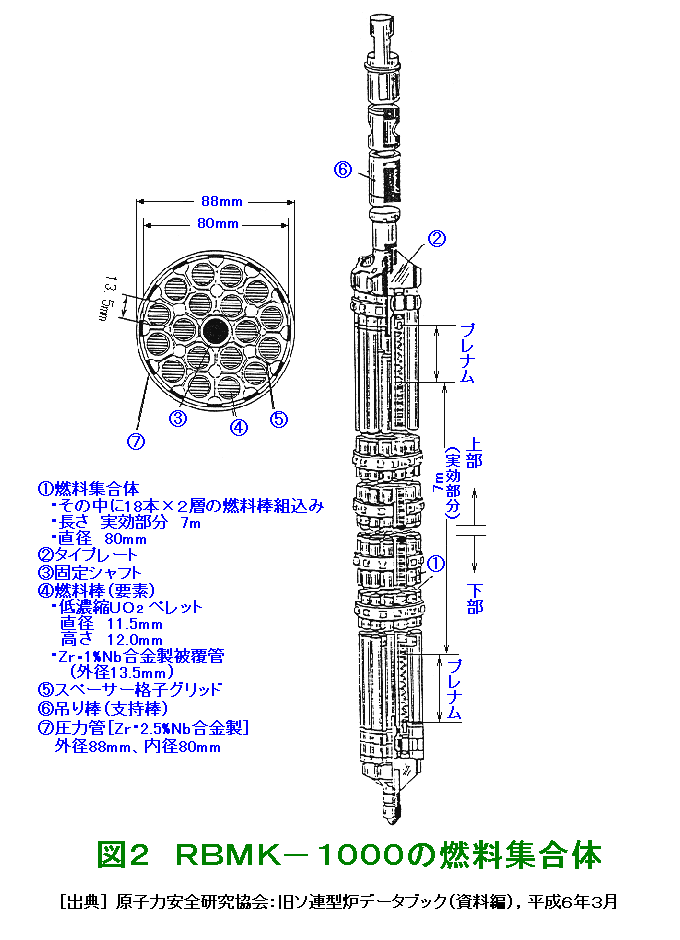 88mm
80mm
13.5mm
⑥
②
プレナム
③
④
⑤
⑦
上部
(実効部分)
7m
①
下部
プレナム
①燃料集合体
・その中に18本×2層の燃料棒組込み
・長さ 実効部分 7m
・直径 80mm
②タイプレート
③固定シャフト
④燃料棒(要素)
・低濃縮UO₂ペレット
直径 11.5mm
高さ 12.0mm
・Zr・1%Nb合金製被覆管
(外径13.5mm)
⑤スペーサー格子グリッド
⑥吊り棒(支持棒)
⑦圧力管[Zr・2.5%Nb合金製]
外径88mm、内径80mm
図2 RBMK-1000の燃料集合体
[出典] 原子力安全研究協会:旧ソ連型炉データブック(資料編), 平成6年3月